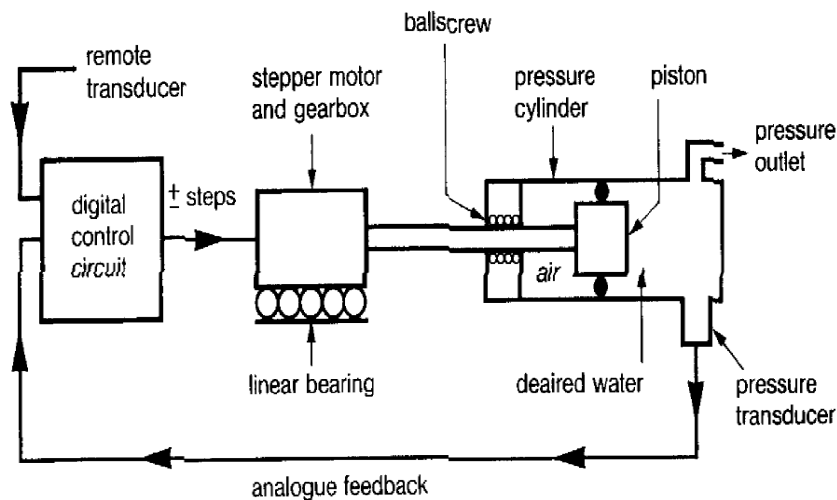 ballscrew
remote
transducer
stepper motor
and gearbox
pressure
cylinder
piston
pressure
outlet
± steps
digital
control
circuit
air
linear bearing
deaired water
pressure
transducer
analogue feedback